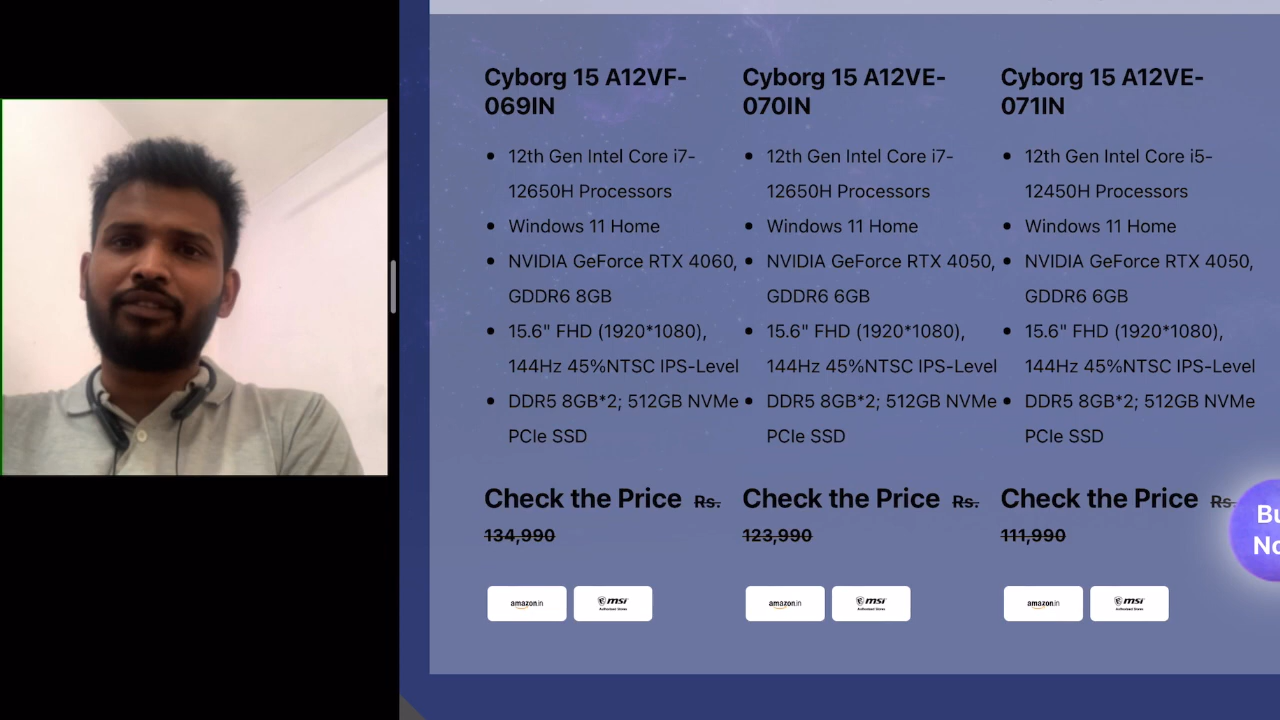 Cyborg 15 A12VF-
069IN
12th Gen Intel Core i7-
12650H Processors
Windows 11 Home
NVIDIA GeForce RTX 4060,
GDDR6 8GB
15.6" FHD (1920*1080),
144Hz 45%NTSC IPS-Level
DDR5 8GB*2; 512GB NVMe
PCIe SSD
Check the Price Rs.
134,990
amazon.in
msi
Cyborg 15 A12VE-
070IN
12th Gen Intel Core i7-
12650H Processors
Windows 11 Home
NVIDIA GeForce RTX 4050,
GDDR6 6GB
15.6" FHD (1920*1080),
144Hz 45%NTSC IPS-Level
DDR5 8GB*2; 512GB NVMe
PCIe SSD
Check the Price Rs.
123,990
amazon.in
msi
Cyborg 15 A12VE-
071IN
12th Gen Intel Core i5-
12450H Processors
Windows 11 Home
NVIDIA GeForce RTX 4050,
GDDR6 6GB
15.6" FHD (1920*1080),
144Hz 45%NTSC IPS-Level
DDR5 8GB*2; 512GB NVMe
PCIe SSD
Check the Price Rs.
111,990
amazon.in
msi